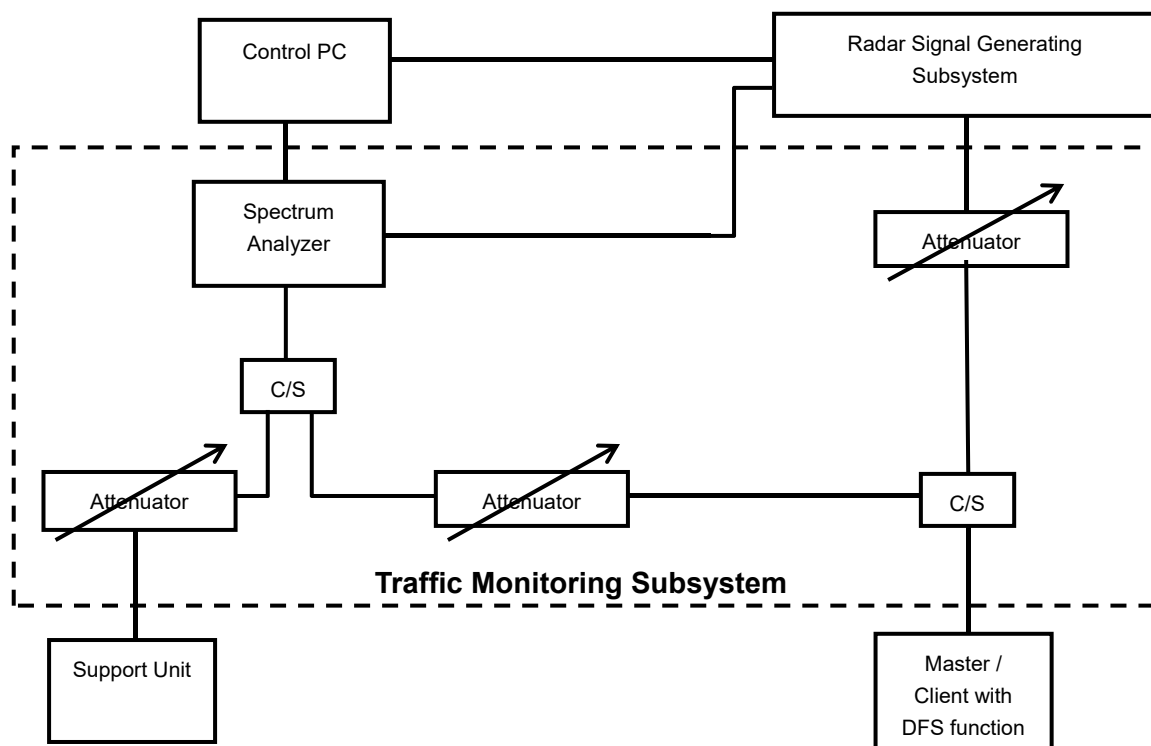 Control PC
Radar Signal Generating
Subsystem
Spectrum
Analyzer
Attenuator
C/S
Attenuator
Attenuator
C/S
Traffic Monitoring Subsystem
Support Unit
Master /
Client with
DFS function